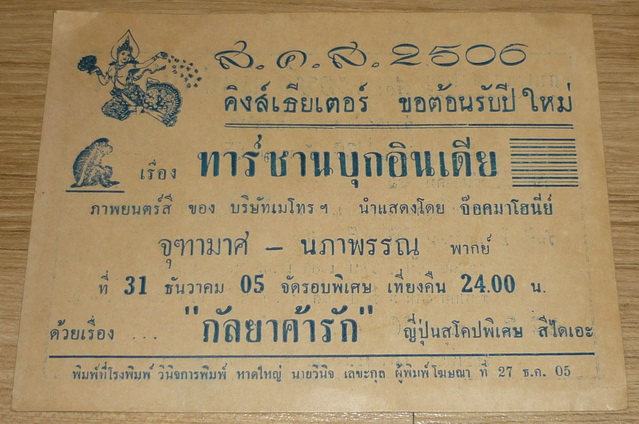 ส.ค.ส.2506
คิงส์เธียเตอร์ ขอต้อนรับปีใหม่
เรื่อง ทาร์ซานบุกอินเดีย
ภาพยนตร์สี ของ บริษัทเมโทรฯ นำแสดงโดย จ๊อคมาโฮนี่ย์
จุฑามาศ – นภาพรรณ พากย์
ที่ 31 ธันวาคม 05 จัดรอบพิเศษ เที่ยงคืน 24.00 น.
ด้วยเรื่อง ... "กัลยาค้ารัก" ญี่ปุ่นสโคปพิเศษ สีไดเอะ
พิมพ์ที่โรงพิมพ์ วินิจการพิมพ์ หาดใหญ่ นายวินิจ เลขะกุล ผู้พิมพ์โฆษณา ที่ 27 ธ.ค. 05